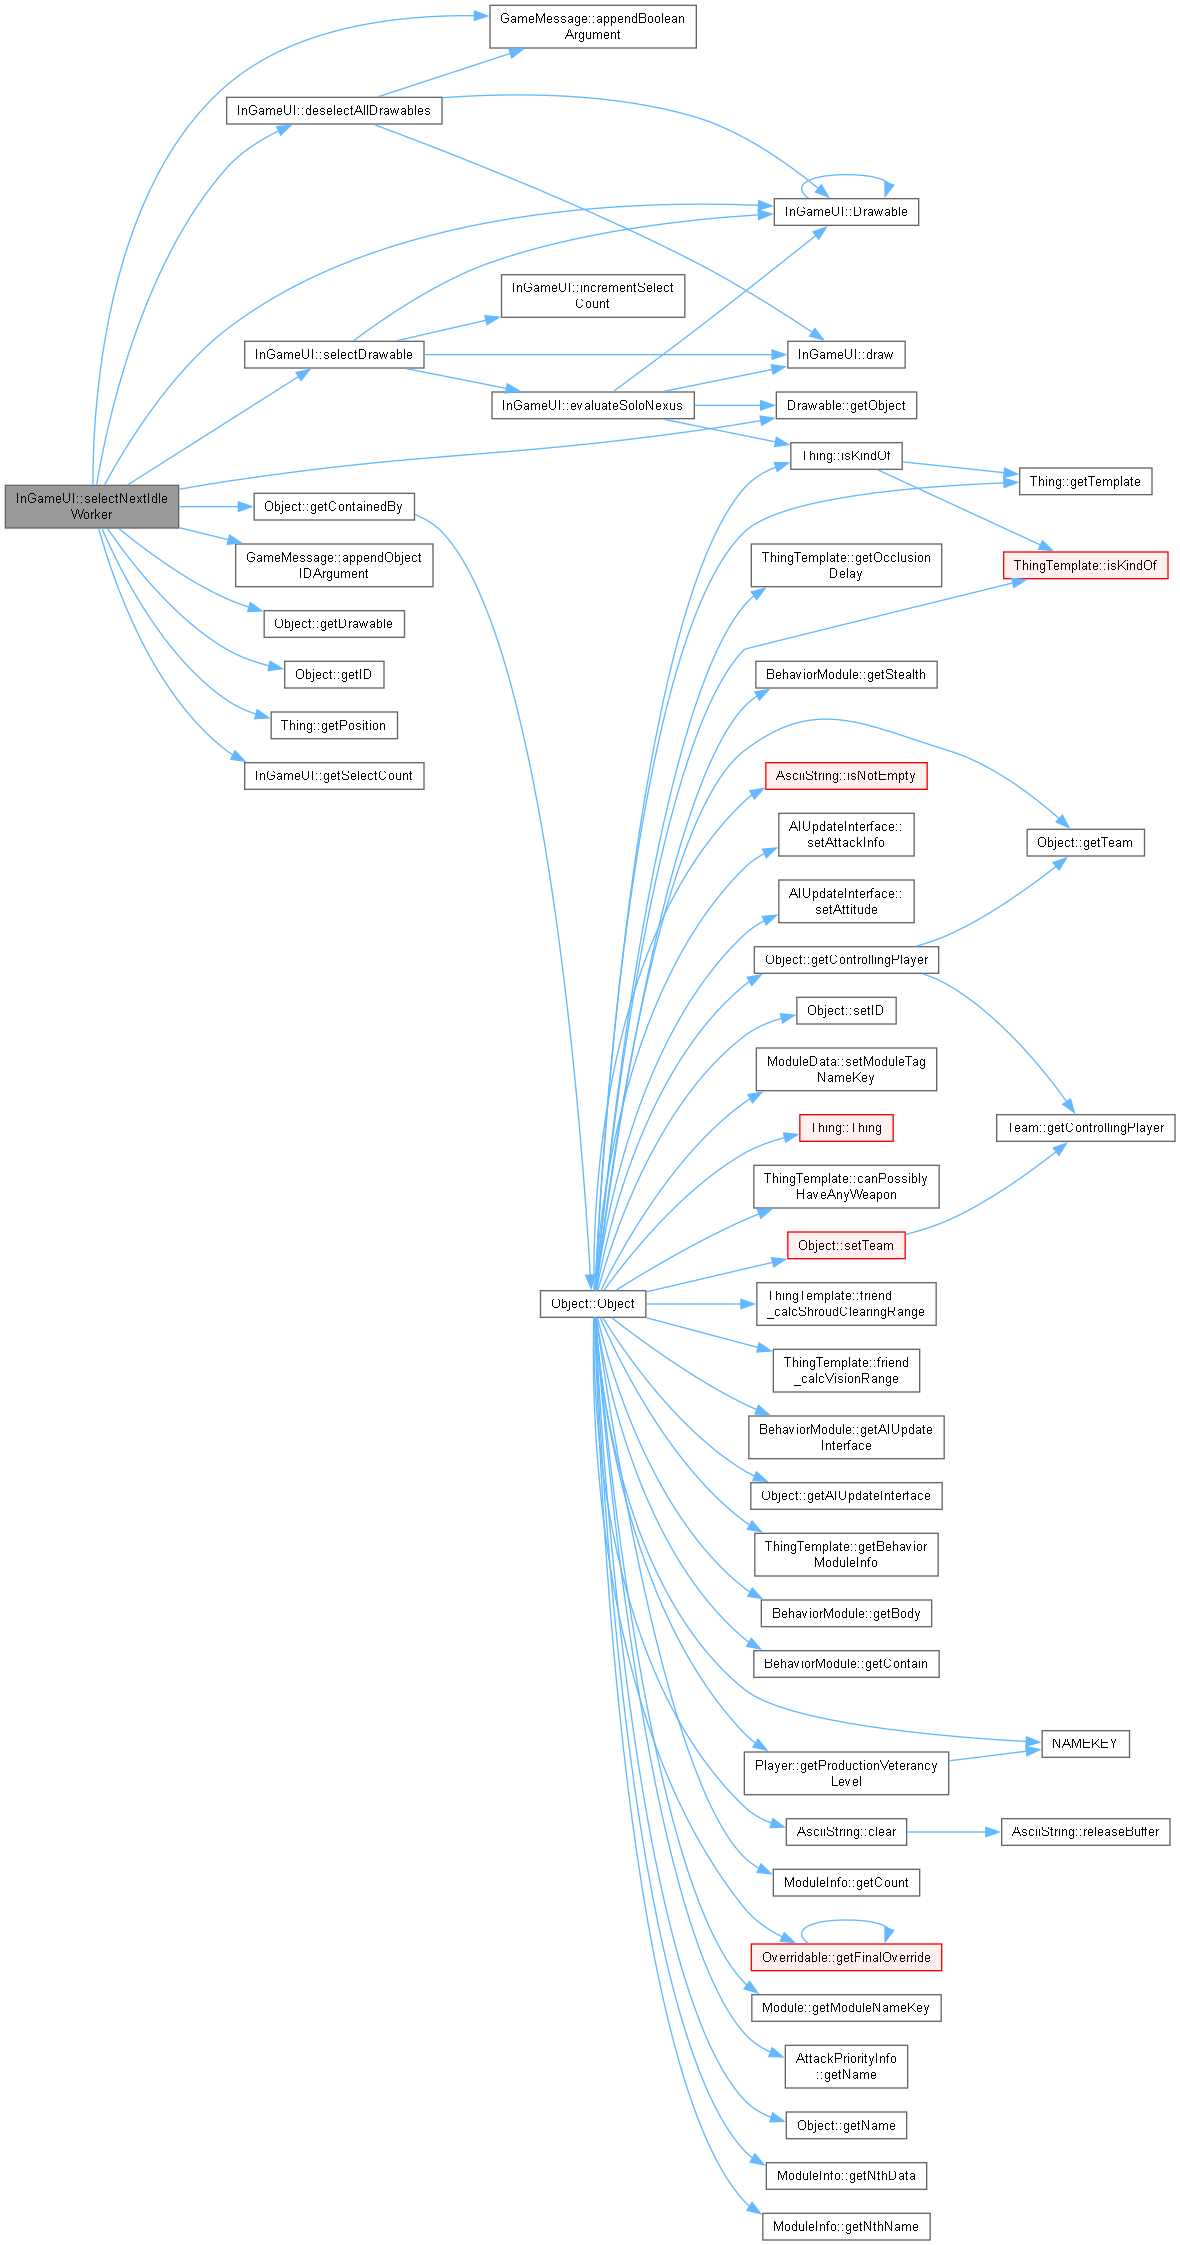 GameMessage::appendBoolean
Argument
InGameUI::deselectAllDrawables
InGameUI::Drawable
InGameUI::incrementSelect
Count
InGameUI::selectDrawable
InGameUI::draw
InGameUI::evaluateSoloNexus
Drawable::getObject
Thing::isKindOf
Thing::getTemplate
InGameUI::selectNextIdle
Worker
Object::getContainedBy
GameMessage::appendObject
IDArgument
ThingTemplate::getOcclusion
Delay
ThingTemplate::isKindOf
Object::getDrawable
Object::getID
BehaviorModule::getStealth
Thing::getPosition
InGameUI::getSelectCount
AsciiString::isNotEmpty
AIUpdateInterface::
setAttackInfo
Object::getTeam
AIUpdateInterface::
setAttitude
Object::getControllingPlayer
Object::setID
ModuleData::setModuleTag
NameKey
Thing::Thing
Team::getControllingPlayer
ThingTemplate::canPossibly
HaveAnyWeapon
Object::setTeam
Object::Object
ThingTemplate::friend
_calcShroudClearingRange
ThingTemplate::friend
_calcVisionRange
BehaviorModule::getAIUpdate
Interface
Object::getAIUpdateInterface
ThingTemplate::getBehavior
ModuleInfo
BehaviorModule::getBody
BehaviorModule::getContain
NAMEKEY
Player::getProductionVeterancy
Level
AsciiString::clear
AsciiString::releaseBuffer
ModuleInfo::getCount
Overridable::getFinalOverride
Module::getModuleNameKey
AttackPriorityInfo
::getName
Object::getName
ModuleInfo::getNthData
ModuleInfo::getNthName